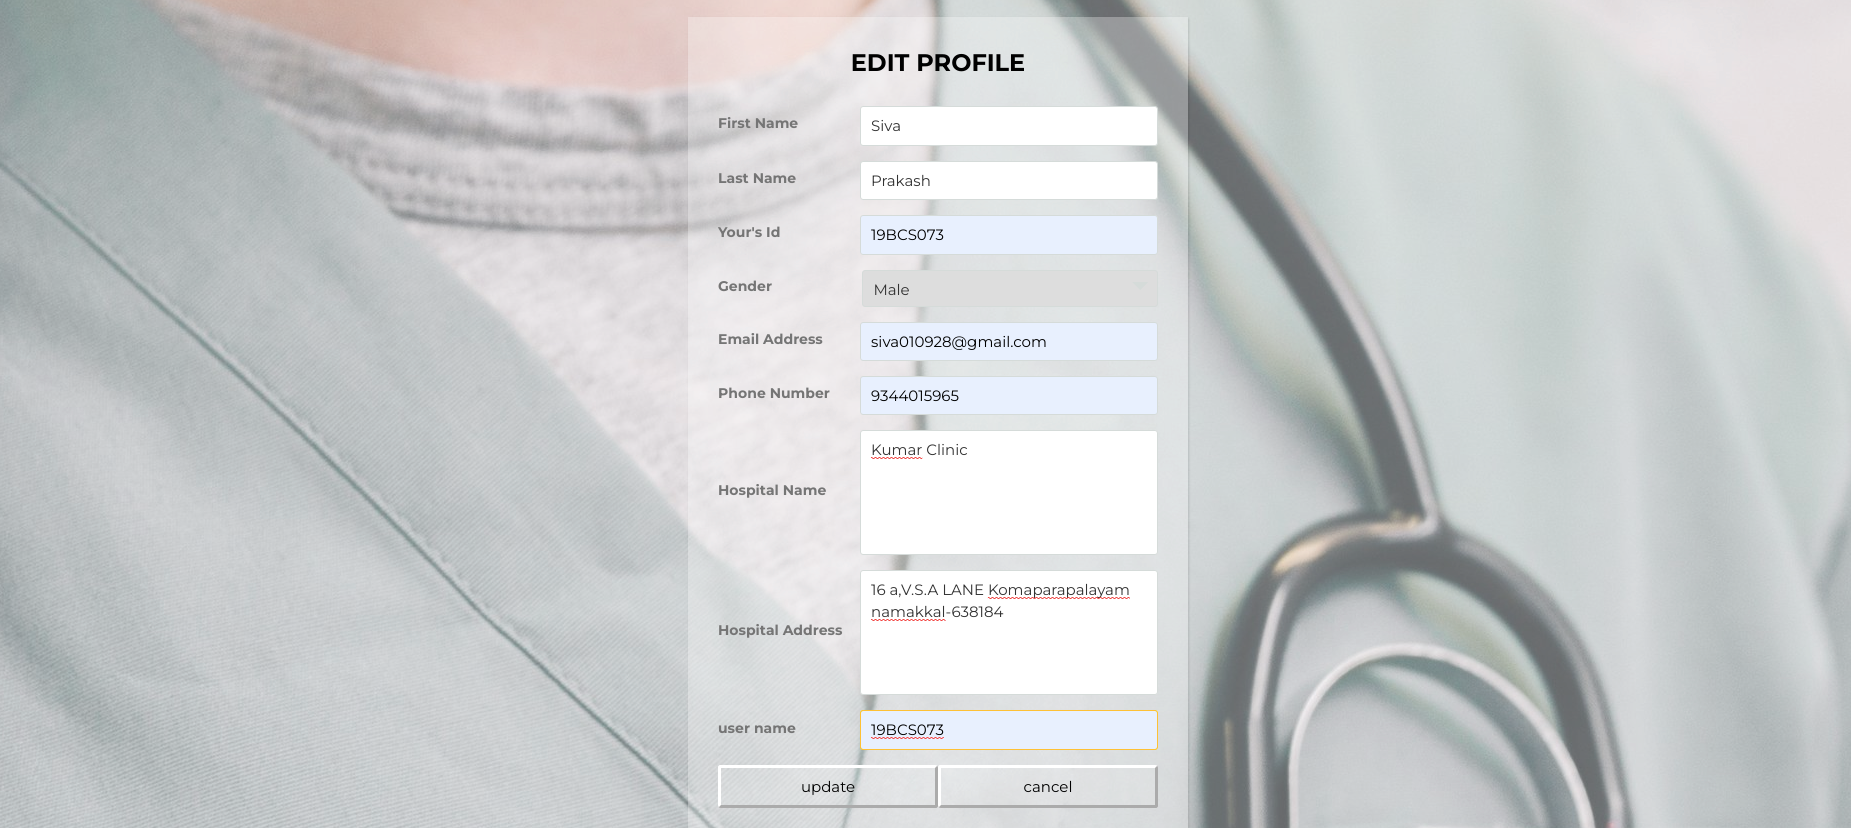 EDIT PROFILE
First Name
Siva
Last Name
Prakash
Your's Id
19BCS073
Gender
Male
Email Address
siva010928@gmail.com
Phone Number
9344015965
Hospital Name
Kumar Clinic
Hospital Address
16 a,V.S.A LANE Komaparapalayam
namakkal-638184
user name
19BCS073
update
cancel